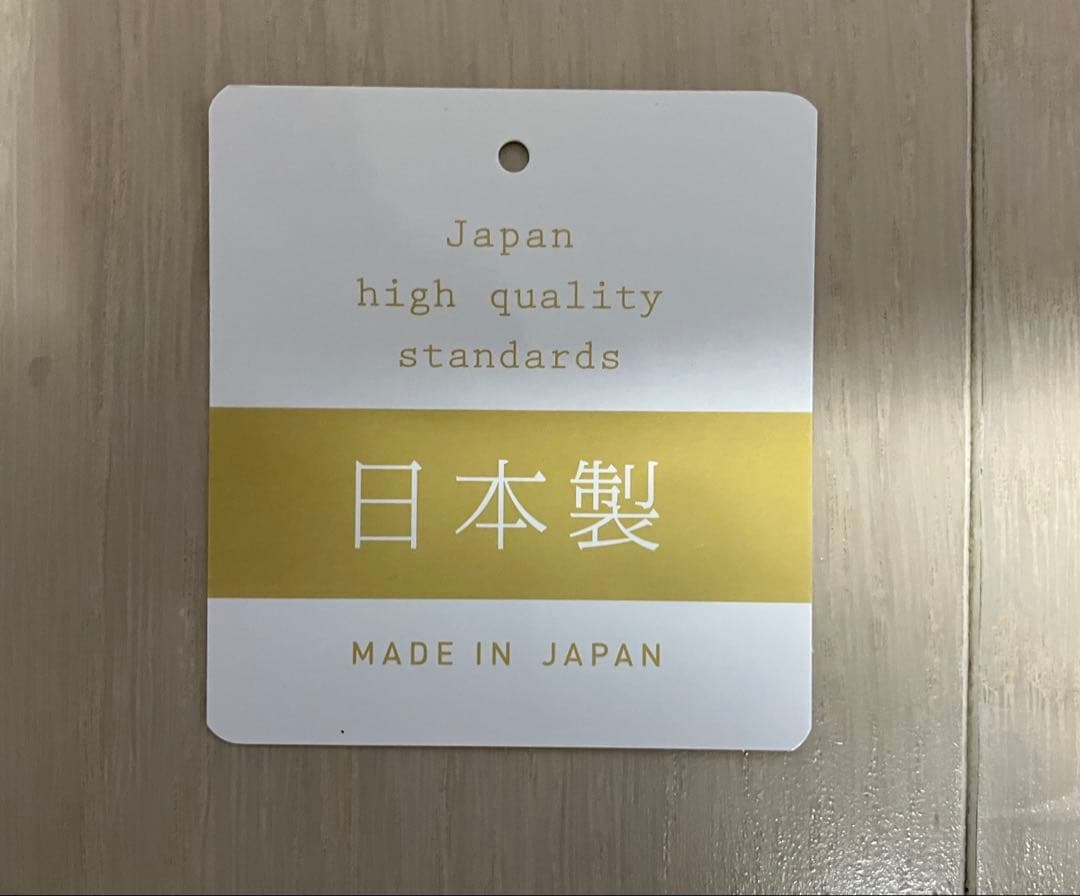 Japan
high quality
standards
日本製
MADE IN JAPAN